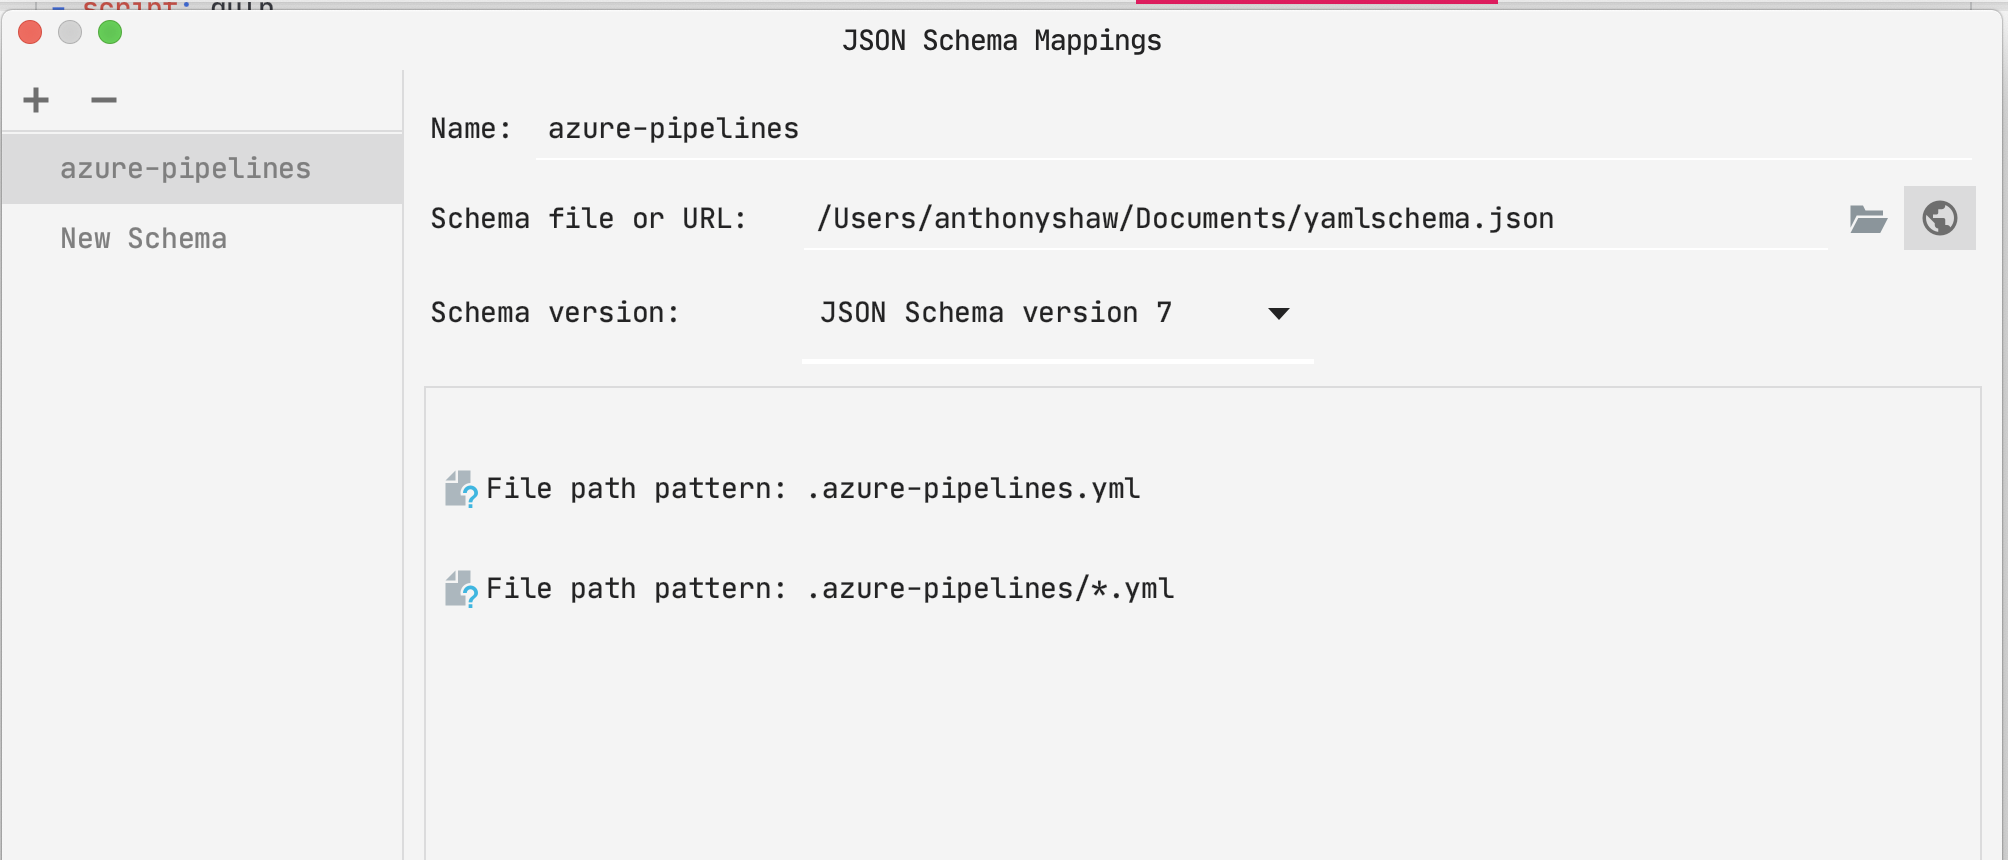 - script:
JSON Schema Mappings
azure-pipelines
New Schema
Name: azure-pipelines
Schema file or URL: /Users/anthonyshaw/Documents/yamlschema.json
Schema version: JSON Schema version 7
File path pattern: .azure-pipelines.yml
File path pattern: .azure-pipelines/*.yml